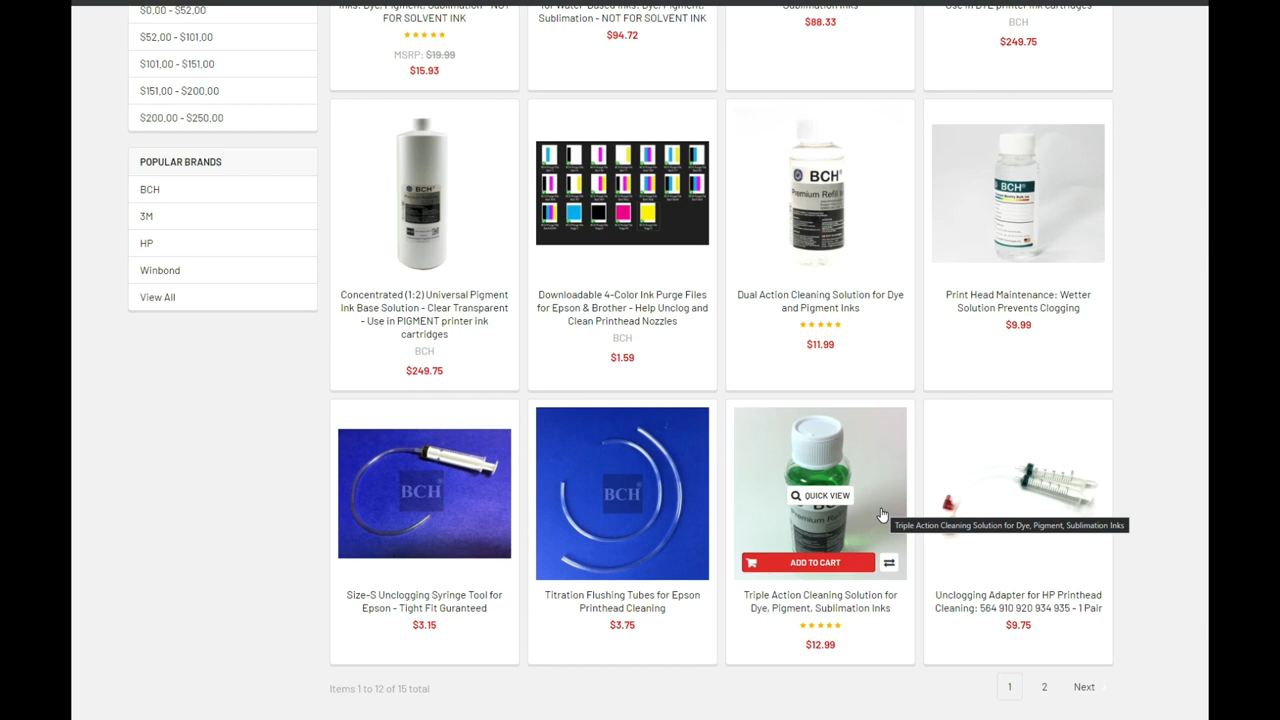 $0.00 - $52.00
$52.00 - $101.00
$101.00 - $151.00
$151.00 - $200.00
$200.00 - $250.00
POPULAR BRANDS
BCH
3M
HP
Winbond
View All
Inks: Dye, Pigment, Sublimation - NOT
FOR SOLVENT INK
MSRP: $19.99
$15.93
for Water-Based Inks: Dye, Pigment,
Sublimation - NOT FOR SOLVENT INK
$94.72
Sublimation Inks
$88.33
Use in DYE printer ink cartridges
BCH
$249.75
Concentrated (1:2) Universal Pigment
Ink Base Solution - Clear Transparent
- Use in PIGMENT printer ink
cartridges
BCH
$249.75
Downloadable 4-Color Ink Purge Files
for Epson & Brother - Help Unclog and
Clean Printhead Nozzles
BCH
$1.59
BCH®
Premium Refill Ink
Dual Action Cleaning Solution for Dye
and Pigment Inks
$11.99
BCH®
Print Head Maintenance: Wetter
Solution Prevents Clogging
$9.99
BCH
Size-S Unclogging Syringe Tool for
Epson - Tight Fit Guranteed
$3.15
BCH
Titration Flushing Tubes for Epson
Printhead Cleaning
$3.75
QUICK VIEW
ADD TO CART
Triple Action Cleaning Solution for Dye, Pigment, Sublimation Inks
Triple Action Cleaning Solution for
Dye, Pigment, Sublimation Inks
$12.99
Unclogging Adapter for HP Printhead
Cleaning: 564 910 920 934 935 - 1 Pair
$9.75
Items 1 to 12 of 15 total
1 2 Next